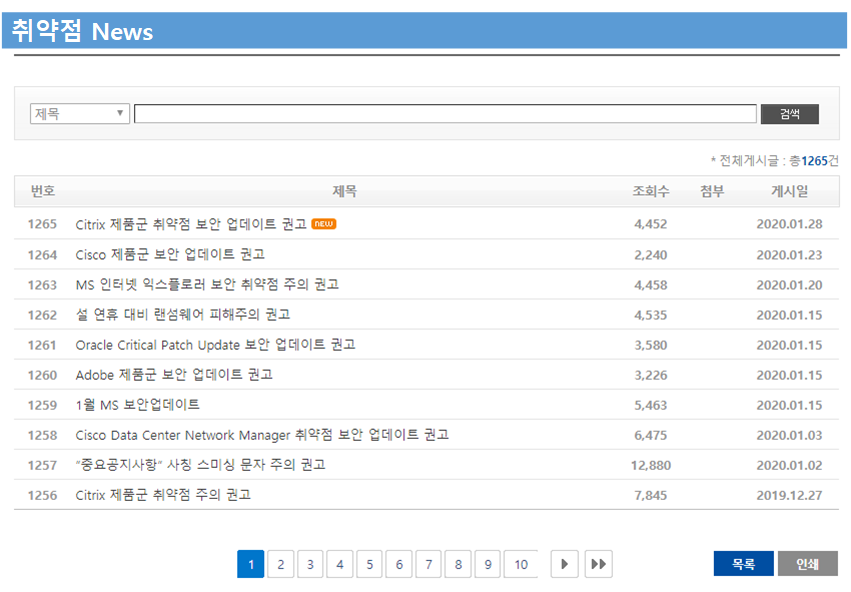 취약점 News
제목 ▼ 검색
* 전체게시글 : 총1265건
번호 제목 조회수 첨부 게시일
1265 Citrix 제품군 취약점 보안 업데이트 권고 new 4,452 2020.01.28
1264 Cisco 제품군 보안 업데이트 권고 2,240 2020.01.23
1263 MS 인터넷 익스플로러 보안 취약점 주의 권고 4,458 2020.01.20
1262 설 연휴 대비 랜섬웨어 피해주의 권고 4,535 2020.01.15
1261 Oracle Critical Patch Update 보안 업데이트 권고 3,580 2020.01.15
1260 Adobe 제품군 보안 업데이트 권고 3,226 2020.01.15
1259 1월 MS 보안업데이트 5,463 2020.01.15
1258 Cisco Data Center Network Manager 취약점 보안 업데이트 권고 6,475 2020.01.03
1257 “중요공지사항” 사칭 스미싱 문자 주의 권고 12,880 2020.01.02
1256 Citrix 제품군 취약점 주의 권고 7,845 2019.12.27
1 2 3 4 5 6 7 8 9 10 목록 인쇄